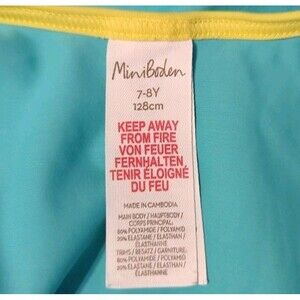 Mini Boden
7-8Y
128cm
KEEP AWAY
FROM FIRE
VON FEUER
FERNHALTEN
TENIR ÉLOIGNÉ
DU FEU
MADE IN CAMBODIA
MAIN BODY / HAUPTBODY /
CORPS PRINCIPAL:
80% POLYAMIDE / POLYAMID
20% ELASTANE / ELASTHAN /
ÉLASTHANNE
TRIMS / BESATZ / GARNITURE:
80% POLYAMIDE / POLYAMID
20% ELASTANE / ELASTHAN /
ÉLASTHANNE